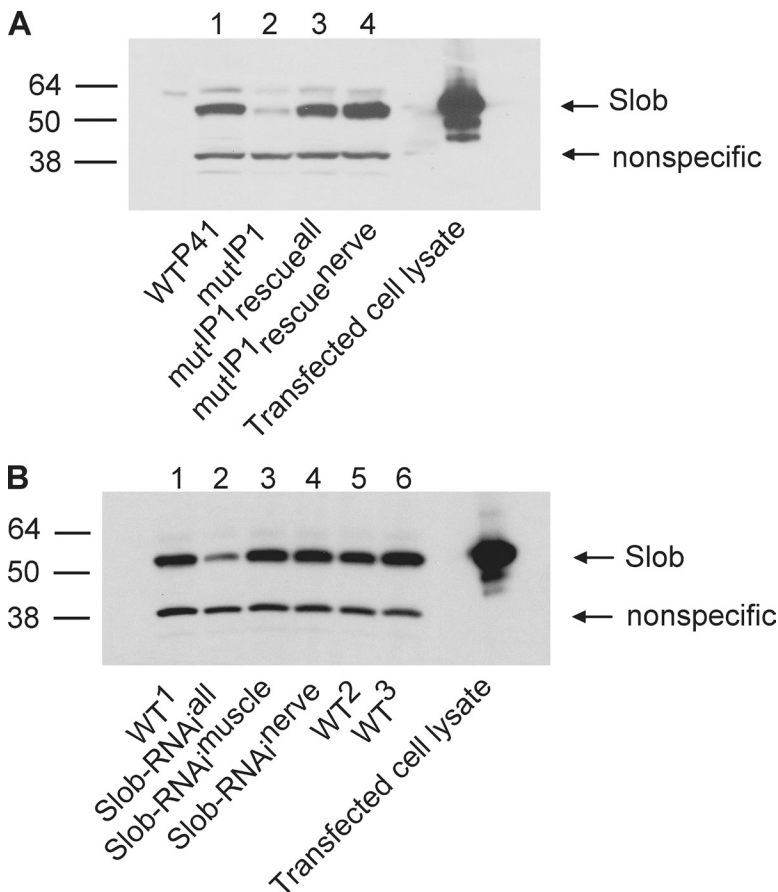 A
1 2 3 4
64
50
38
Slob
nonspecific
WTP41
mutIP1
mutIP1rescueall
mutIP1rescuenerve
Transfected cell lysate
B
1 2 3 4 5 6
64
50
38
Slob
nonspecific
WT1
Slob-RNAiall
Slob-RNAimuscle
Slob-RNAinerve
WT2
WT3
Transfected cell lysate